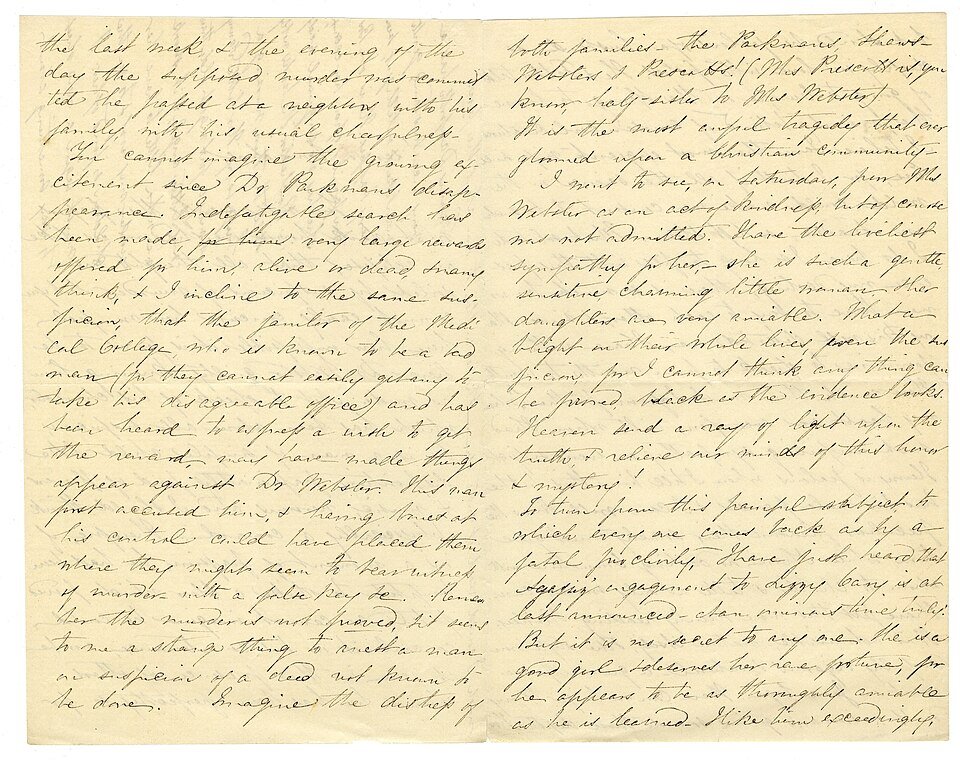 the last week & the evening of the
day the supposed murder was commit
ted he passed at a neighbors, with his
family with his usual cheerfulness-
You cannot imagine the growing ex-
citement since Dr Parkmans disap-
pearance. Indefatigable search has
been made for him very large rewards
offered for him, alive or dead, many
think, & I incline to the same sus-
picion, that the janitor of the Medi
cal College, who is known to be a bad
man (for they cannot easily get any to
take his disagreeable office) and has
been heard to express a wish to get
the reward, may have made things
appear against Dr Webster. This man
first accused him, & having bones at
his control could have placed them
where they might seem to bear witness
of murder with a false key &c. Remem
ber the murder is not proved, it seems
to me a strange thing to arrest a man
on suspicion of a deed not known to
be done. Imagine the distress of
both families - the Parkmans, Shaws-
Websters & Prescotts! (Mrs Prescott is, you
know, half-sister to Mrs Webster)
It is the most awful tragedy that ever
gloomed upon a Christian community-
I went to see, on Saturday, poor Mrs
Webster as an act of kindness, but of course
was not admitted. I have the liveliest
sympathy for her - she is such a gentle
sensitive charming little woman & her
daughters are very amiable. What a
blight on their whole lives, even the sus
picion, for I cannot think any thing can
be proved, black as the evidence looks.
Heaven send a ray of light upon the
truth & relieve our minds of this horror
& mystery!
To turn from this painful subject to
which every one comes back as by a
fatal proclivity, I have just heard that
Agassiz' engagement to Lizzy Cary is at
last announced - at an ominous time truly.
But it is no secret to any one. She is a
good girl & deserves her rare fortune, for
he appears to be as thoroughly amiable
as he is learned - I like him exceedingly,